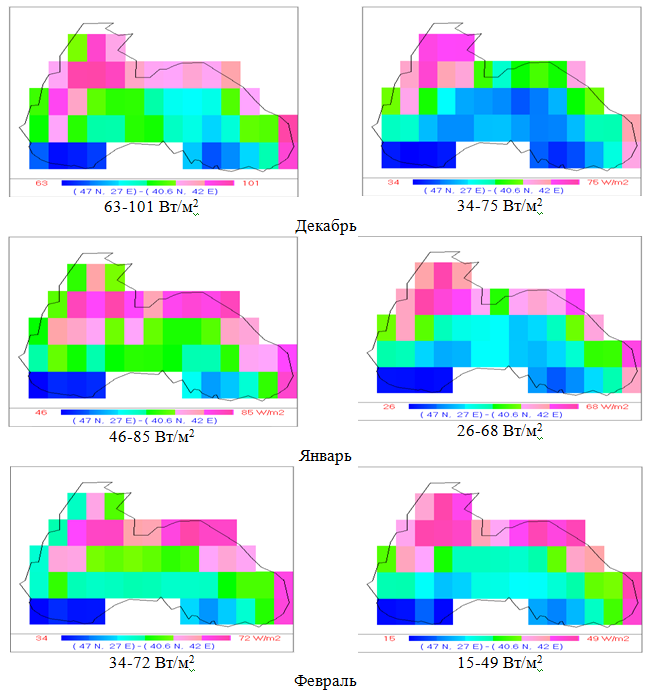 63 101
( 47 N, 27 E) - ( 40.6 N, 42 E)
34 75 W/m2
( 47 N, 27 E) - ( 40.6 N, 42 E)
63-101 Вт/м2 34-75 Вт/м2
Декабрь
46 85 W/m2
( 47 N, 27 E) - ( 40.6 N, 42 E)
26 68 W/m2
( 47 N, 27 E) - ( 40.6 N, 42 E)
46-85 Вт/м2 26-68 Вт/м2
Январь
34 72 W/m2
( 47 N, 27 E) - ( 40.6 N, 42 E)
15 49 W/m2
( 47 N, 27 E) - ( 40.6 N, 42 E)
34-72 Вт/м2 15-49 Вт/м2
Февраль